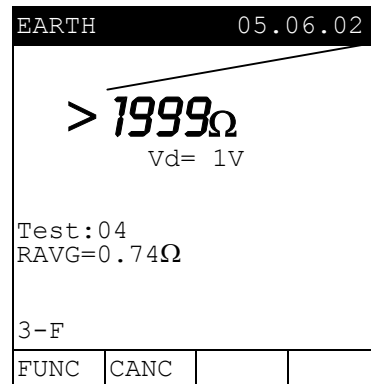 EARTH 05.06.02
> 1999Ω
Vd= 1V
Test:04
RAVG=0.74Ω
3-F
FUNC CANC